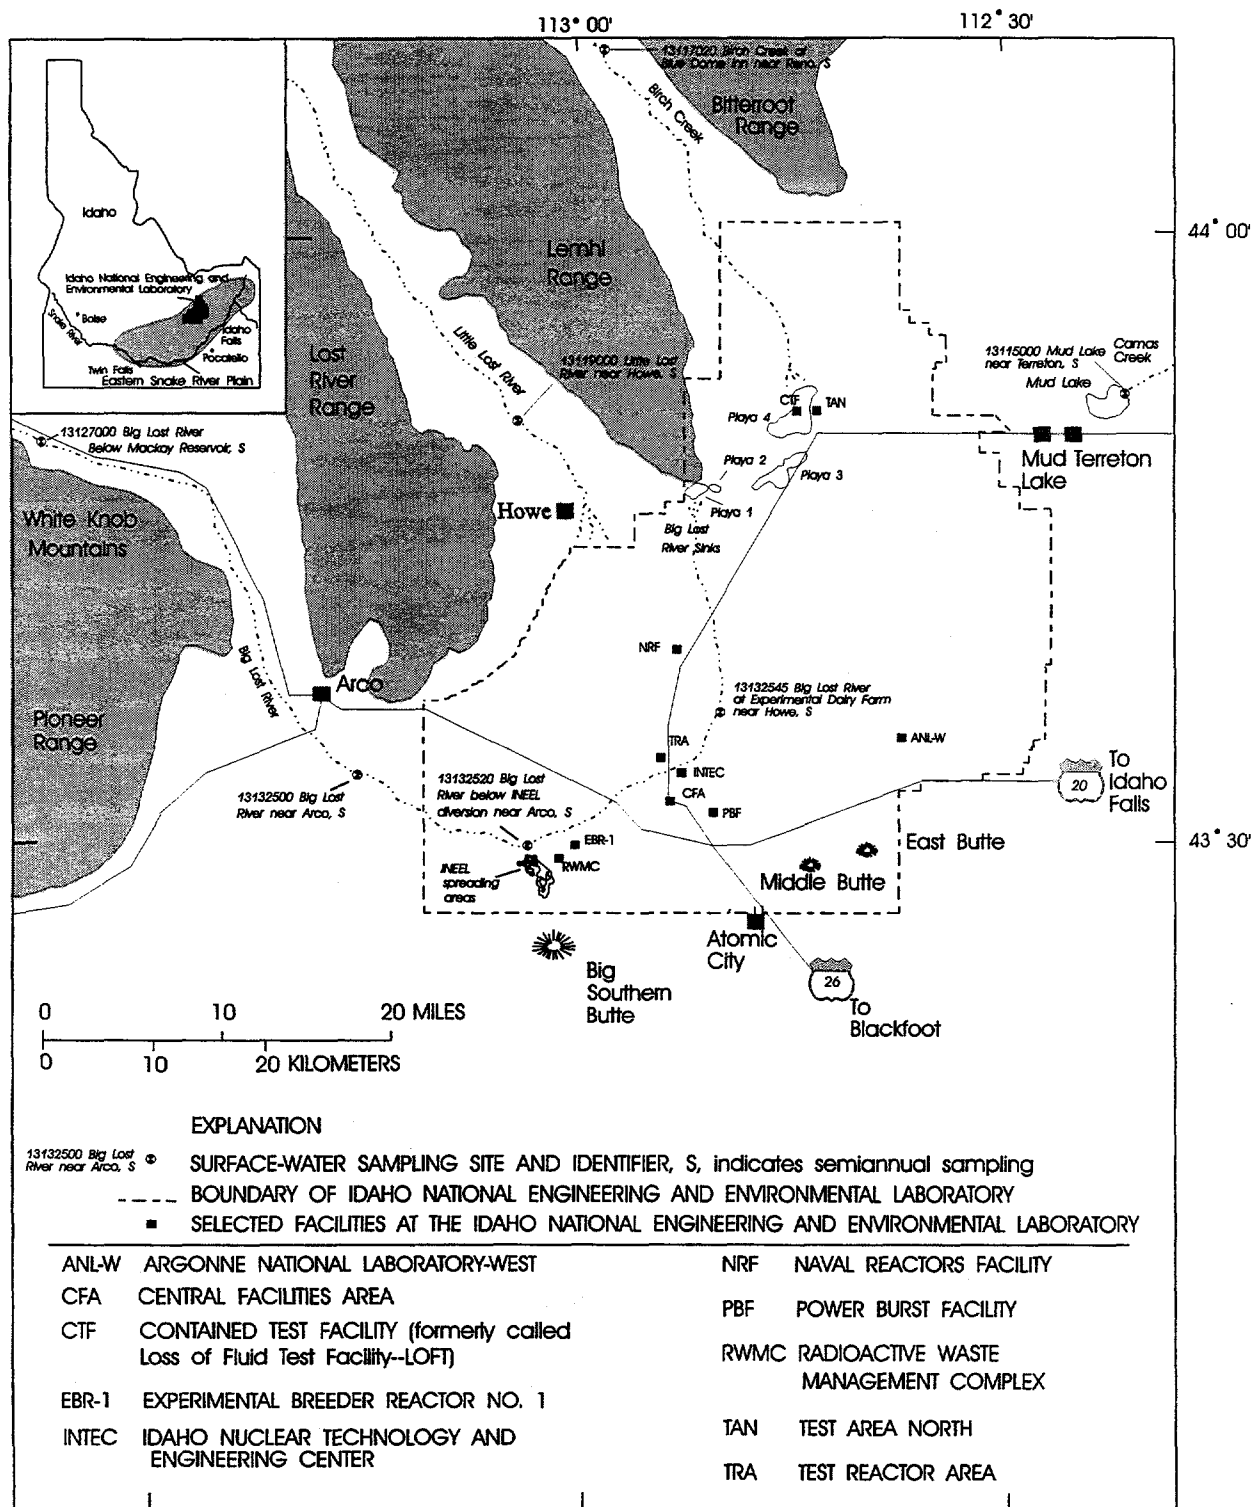 113° 00'
112° 30'
13117020 Birch Creek at
Blue Dome Inn near Reno, S
Birch Creek
Bitterroot
Range
Idaho
Idaho National Engineering and
Environmental Laboratory
Boise
Snake River
Idaho
Falls
Pocatello
Twin Falls
Eastern Snake River Plain
44° 00'
Lemhi
Range
Lost
River
Range
Little Lost River
13119000 Little Lost
River near Howe, S
13115000 Mud Lake
near Terreton, S
Mud Lake
Camas
Creek
CTF
TAN
Playa 4
Playa 2
Playa 3
Playa 1
Mud
Lake
Terreton
13127000 Big Lost River
Below Mackay Reservoir, S
White Knob
Mountains
Howe
Big Lost
River Sinks
NRF
Big Lost River
Arco
13132545 Big Lost River
at Experimental Dairy Farm
near Howe, S
Pioneer
Range
ANL-W
TRA
INTEC
CFA
PBF
20
To
Idaho
Falls
13132520 Big Lost
River below INEEL
diversion near Arco, S
13132500 Big Lost
River near Arco, S
EBR-1
RWMC
INEEL
spreading
areas
East Butte
43° 30'
Middle Butte
Atomic
City
Big
Southern
Butte
26
To
Blackfoot
0 10 20 MILES
0 10 20 KILOMETERS
EXPLANATION
13132500 Big Lost
River near Arco, S
SURFACE-WATER SAMPLING SITE AND IDENTIFIER, S, indicates semiannual sampling
BOUNDARY OF IDAHO NATIONAL ENGINEERING AND ENVIRONMENTAL LABORATORY
SELECTED FACILITIES AT THE IDAHO NATIONAL ENGINEERING AND ENVIRONMENTAL LABORATORY
ANL-W ARGONNE NATIONAL LABORATORY-WEST
CFA CENTRAL FACILITIES AREA
CTF CONTAINED TEST FACILITY (formerly called
Loss of Fluid Test Facility--LOFT)
EBR-1 EXPERIMENTAL BREEDER REACTOR NO. 1
INTEC IDAHO NUCLEAR TECHNOLOGY AND
ENGINEERING CENTER
NRF NAVAL REACTORS FACILITY
PBF POWER BURST FACILITY
RWMC RADIOACTIVE WASTE
MANAGEMENT COMPLEX
TAN TEST AREA NORTH
TRA TEST REACTOR AREA